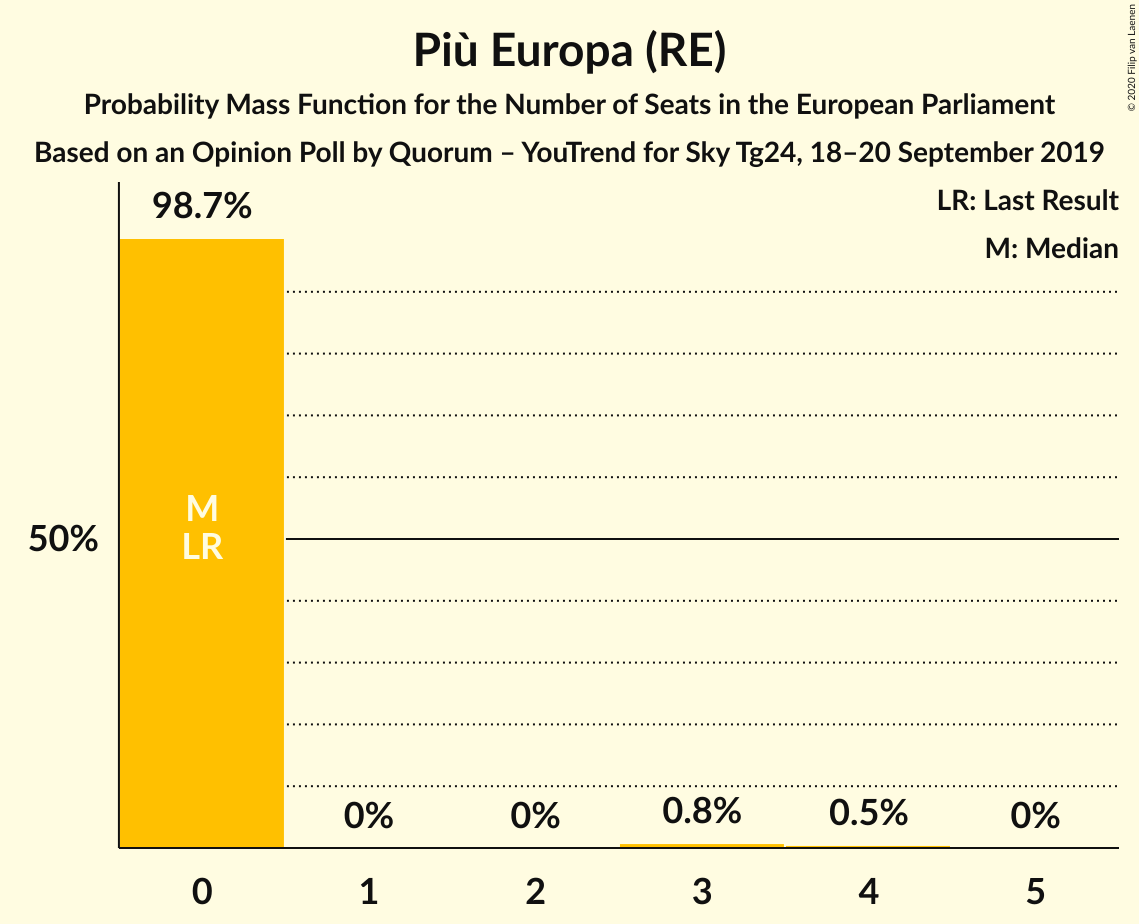 Più Europa (RE)
Probability Mass Function for the Number of Seats in the European Parliament
Based on an Opinion Poll by Quorum – YouTrend for Sky Tg24, 18–20 September 2019
© 2020 Filip van Laenen
LR: Last Result
M: Median
98.7%
M
LR
50%
0%
0%
0.8%
0.5%
0%
0
1
2
3
4
5